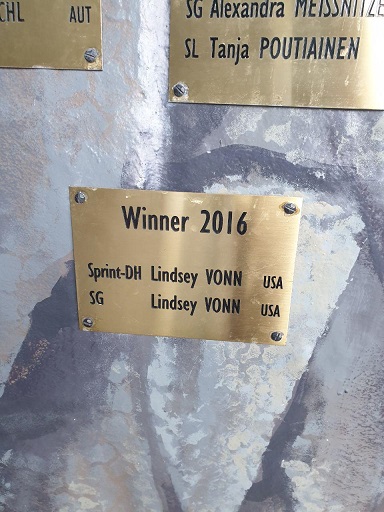 AUT
SG Alexandra
SL Tanja POUTIAINEN
Winner 2016
Sprint-DH Lindsey VONN USA
SG Lindsey VONN USA